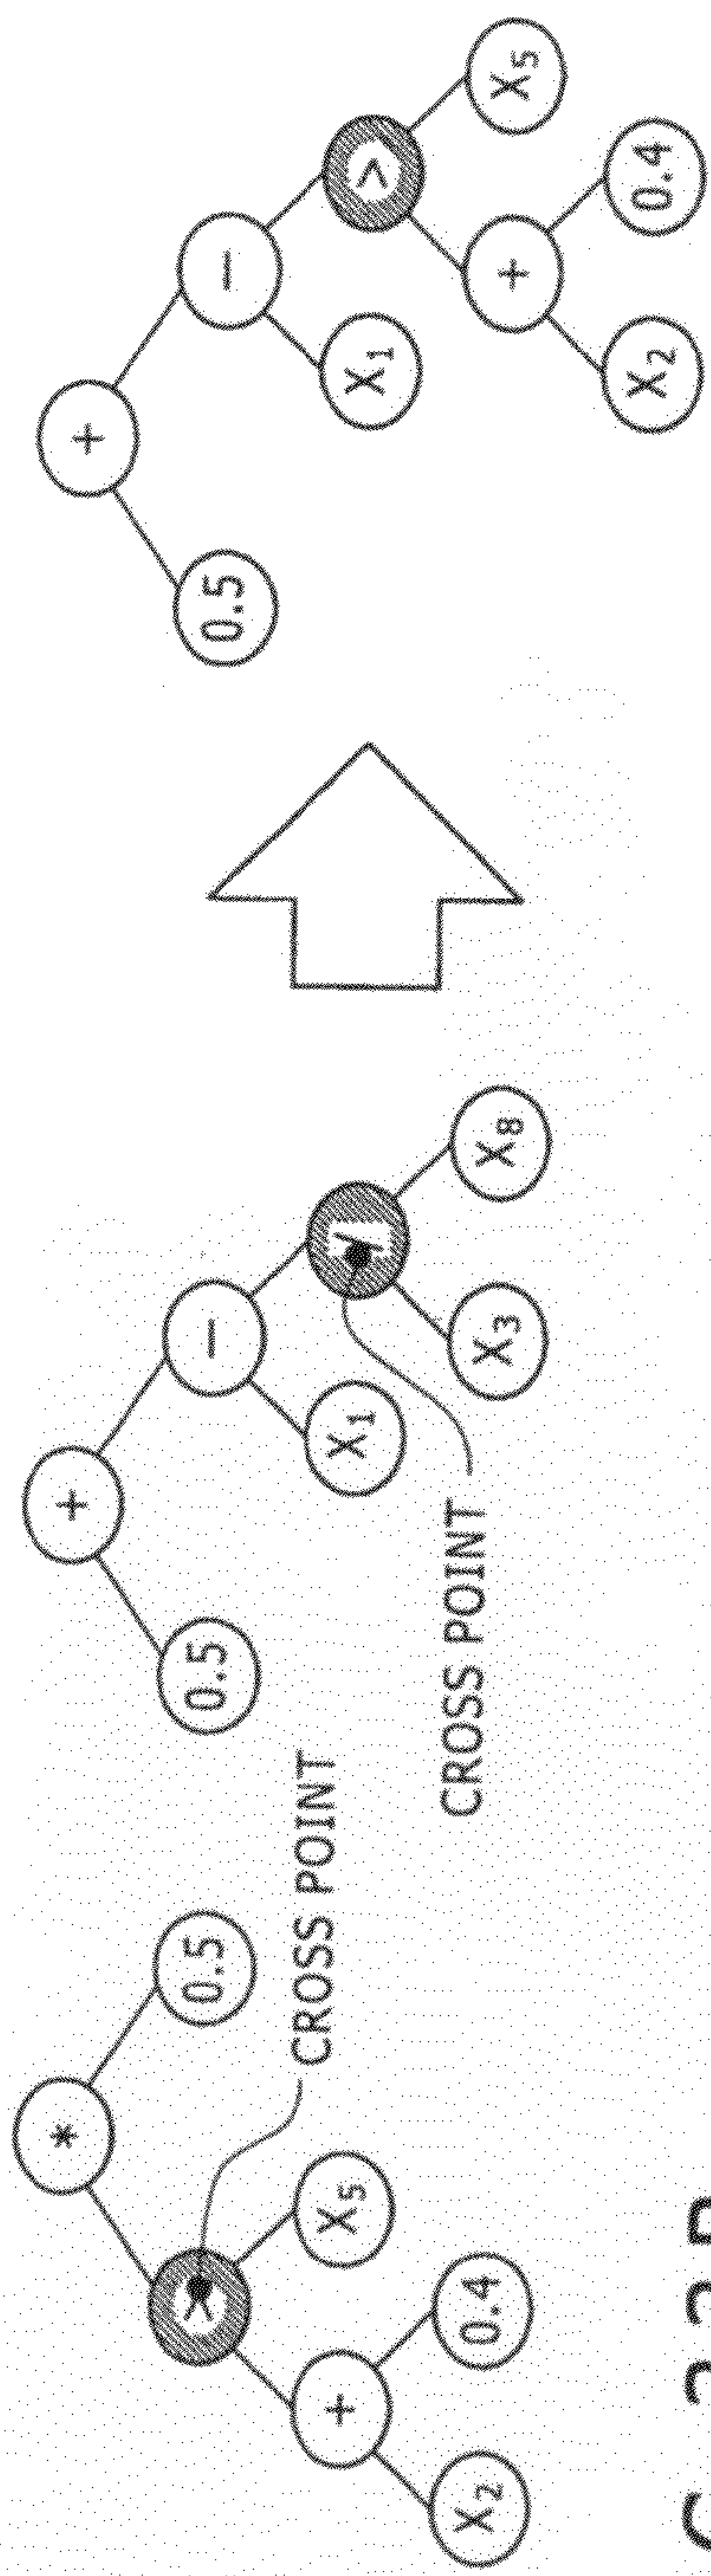 *
> 0.5
CROSS POINT
+ X5
X2 0.4
+
0.5 −
X1
X3 X8
CROSS POINT
+
0.5 −
X1 >
+ X5
X2 0.4